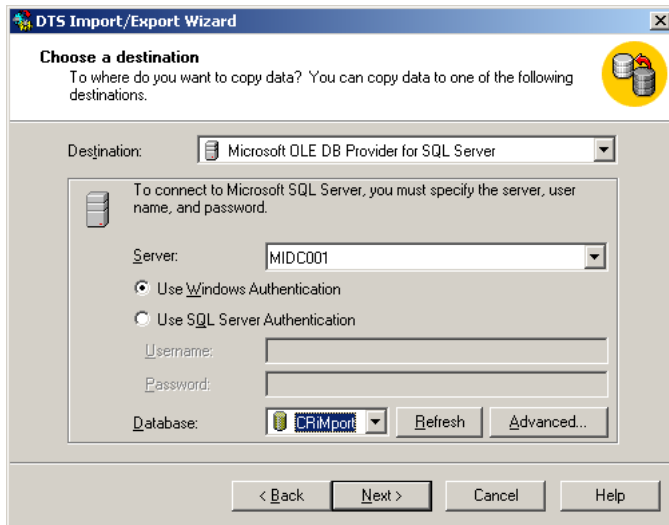 DTS Import/Export Wizard
Choose a destination
To where do you want to copy data? You can copy data to one of the following
destinations.
Destination: Microsoft OLE DB Provider for SQL Server
To connect to Microsoft SQL Server, you must specify the server, user
name, and password.
Server: MIDC001
Use Windows Authentication
Use SQL Server Authentication
Username:
Password:
Database: CRiMport Refresh Advanced...
< Back Next > Cancel Help